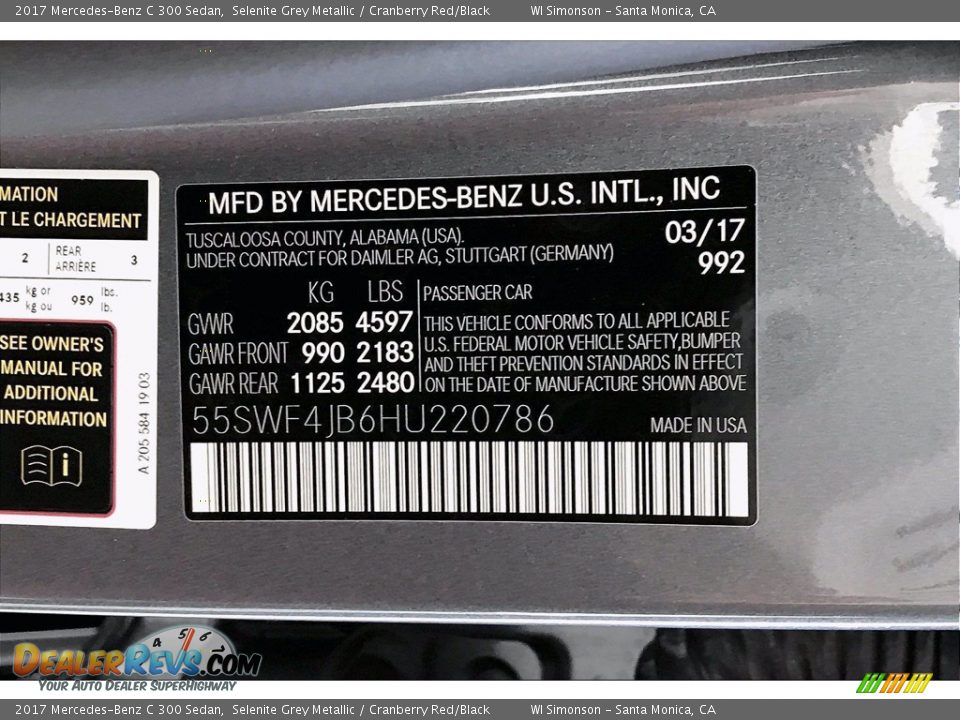 2017 Mercedes-Benz C 300 Sedan, Selenite Grey Metallic / Cranberry Red/Black WI Simonson - Santa Monica, CA
MATION
T LE CHARGEMENT
2 REAR ARRIÈRE 3
435 kg or kg ou 959 lbs. lb.
SEE OWNER'S
MANUAL FOR
ADDITIONAL
INFORMATION
i
A 205 584 19 03
MFD BY MERCEDES-BENZ U.S. INTL., INC
TUSCALOOSA COUNTY, ALABAMA (USA). 03/17
UNDER CONTRACT FOR DAIMLER AG, STUTTGART (GERMANY) 992
KG LBS PASSENGER CAR
GVWR 2085 4597
GAWR FRONT 990 2183
GAWR REAR 1125 2480
THIS VEHICLE CONFORMS TO ALL APPLICABLE
U.S. FEDERAL MOTOR VEHICLE SAFETY,BUMPER
AND THEFT PREVENTION STANDARDS IN EFFECT
ON THE DATE OF MANUFACTURE SHOWN ABOVE
55SWF4JB6HU220786 MADE IN USA
4 5 6
DEALERREVS.COM
YOUR AUTO DEALER SUPERHIGHWAY
2017 Mercedes-Benz C 300 Sedan, Selenite Grey Metallic / Cranberry Red/Black WI Simonson - Santa Monica, CA